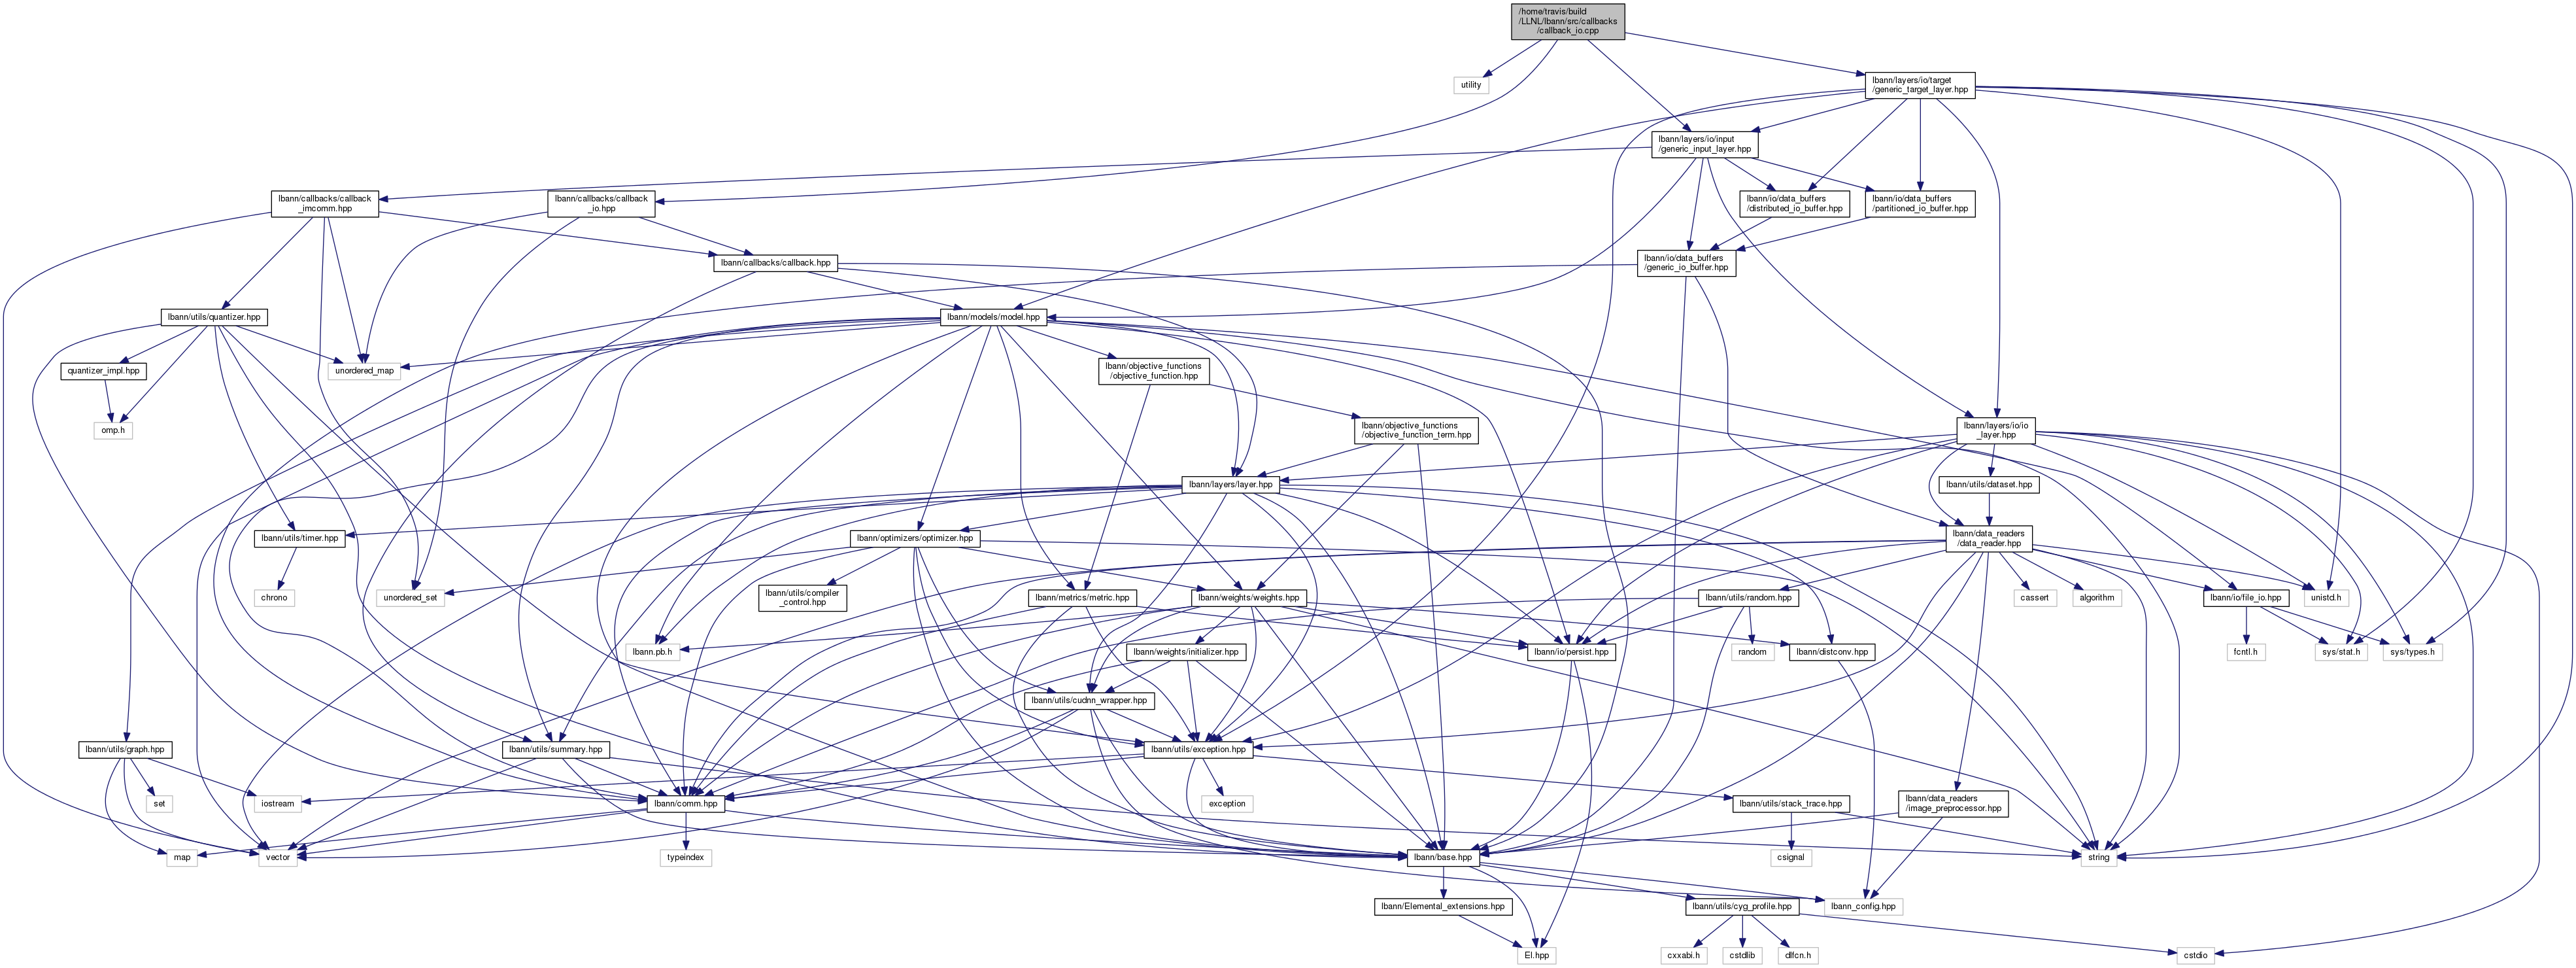 /home/travis/build
/LLNL/lbann/src/callbacks
/callback_io.cpp
utility
lbann/layers/io/target
/generic_target_layer.hpp
lbann/layers/io/input
/generic_input_layer.hpp
lbann/callbacks/callback
_imcomm.hpp
lbann/callbacks/callback
_io.hpp
lbann/io/data_buffers
/distributed_io_buffer.hpp
lbann/io/data_buffers
/partitioned_io_buffer.hpp
lbann/callbacks/callback.hpp
lbann/io/data_buffers
/generic_io_buffer.hpp
lbann/utils/quantizer.hpp
lbann/models/model.hpp
quantizer_impl.hpp
unordered_map
lbann/objective_functions
/objective_function.hpp
omp.h
lbann/objective_functions
/objective_function_term.hpp
lbann/layers/io/io
_layer.hpp
lbann/layers/layer.hpp
lbann/utils/dataset.hpp
lbann/utils/timer.hpp
lbann/optimizers/optimizer.hpp
lbann/data_readers
/data_reader.hpp
chrono
unordered_set
lbann/utils/compiler
_control.hpp
lbann/metrics/metric.hpp
lbann/weights/weights.hpp
lbann/utils/random.hpp
cassert
algorithm
lbann/io/file_io.hpp
unistd.h
lbann.pb.h
lbann/weights/initializer.hpp
lbann/io/persist.hpp
random
lbann/distconv.hpp
fcntl.h
sys/stat.h
sys/types.h
lbann/utils/cudnn_wrapper.hpp
lbann/utils/graph.hpp
lbann/utils/summary.hpp
lbann/utils/exception.hpp
set
iostream
lbann/comm.hpp
exception
lbann/utils/stack_trace.hpp
lbann/data_readers
/image_preprocessor.hpp
map
vector
typeindex
lbann/base.hpp
csignal
string
lbann/Elemental_extensions.hpp
lbann/utils/cyg_profile.hpp
lbann_config.hpp
El.hpp
cxxabi.h
cstdlib
dlfcn.h
cstdio